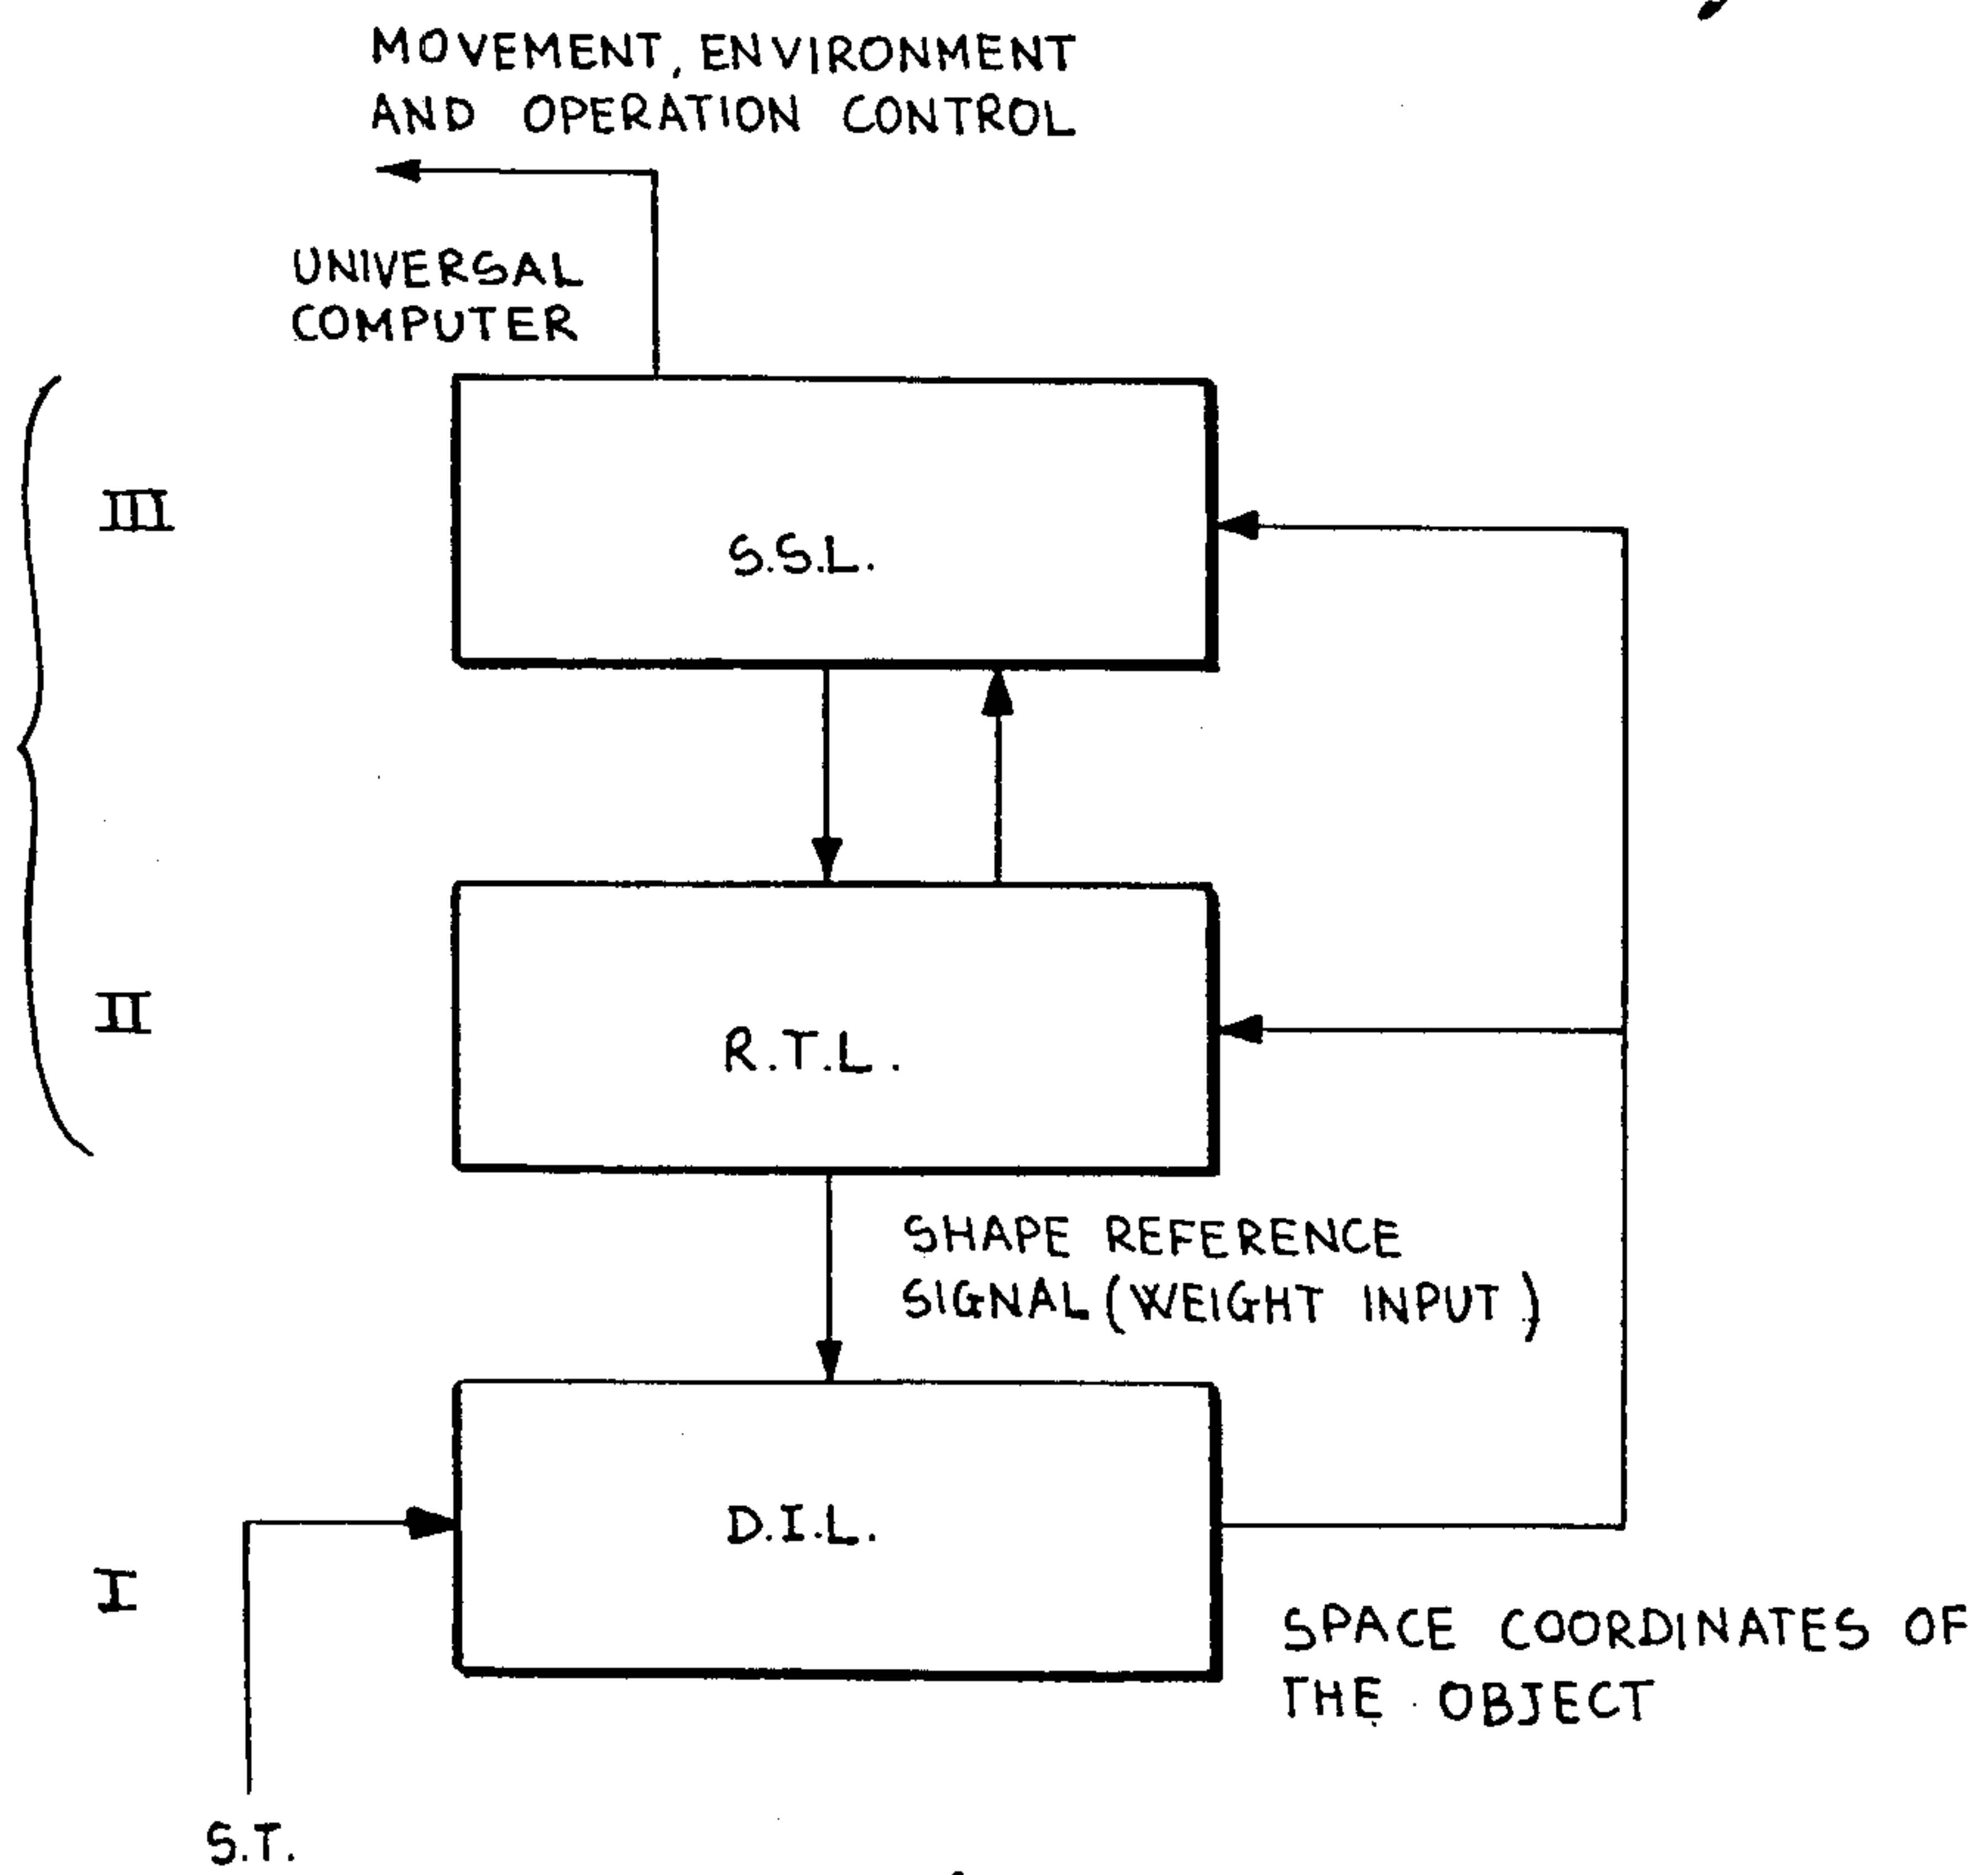 MOVEMENT, ENVIRONMENT
AND OPERATION CONTROL
UNIVERSAL
COMPUTER
III
S.S.L.
II
R.T.L.
SHAPE REFERENCE
SIGNAL (WEIGHT INPUT)
D.I.L.
I
SPACE COORDINATES OF
THE OBJECT
S.T.